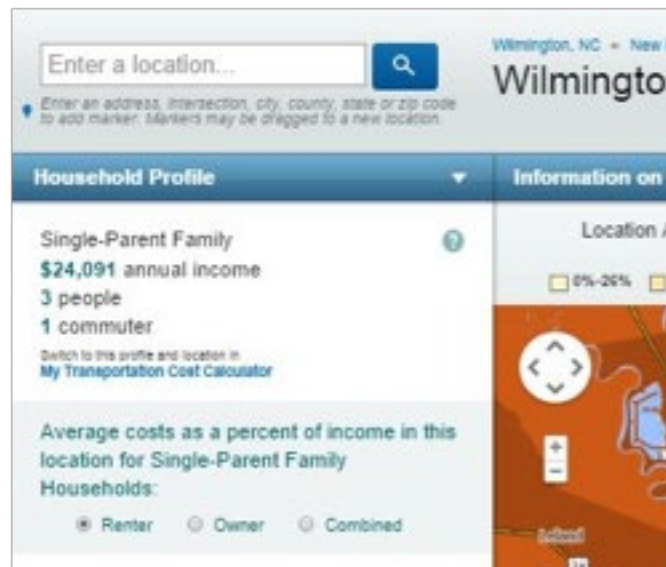 Enter a location...
Enter an address, intersection, city, county, state or zip code
to add marker. Markers may be dragged to a new location.
Wilmington, NC New
Wilmingto
Household Profile
Information on
Single-Parent Family
$24,091 annual income
3 people
1 commuter
Switch to this profile and location in
My Transportation Cost Calculator
Location A
0%-26%
Average costs as a percent of income in this
location for Single-Parent Family
Households:
Renter Owner Combined
Leland